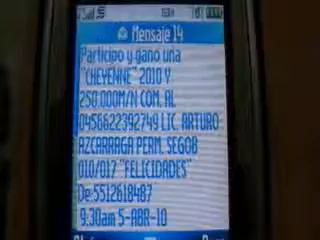 Mensaje 14
Participo y gano una
"CHEYENNE" 2010 Y
250.000M/N COM. AL
0456622392749 LIC. ARTURO
AZCARRAGA PERM. SEGOB
010/017 "FELICIDADES"
De:5512618487
9:30am 5-ABR-10